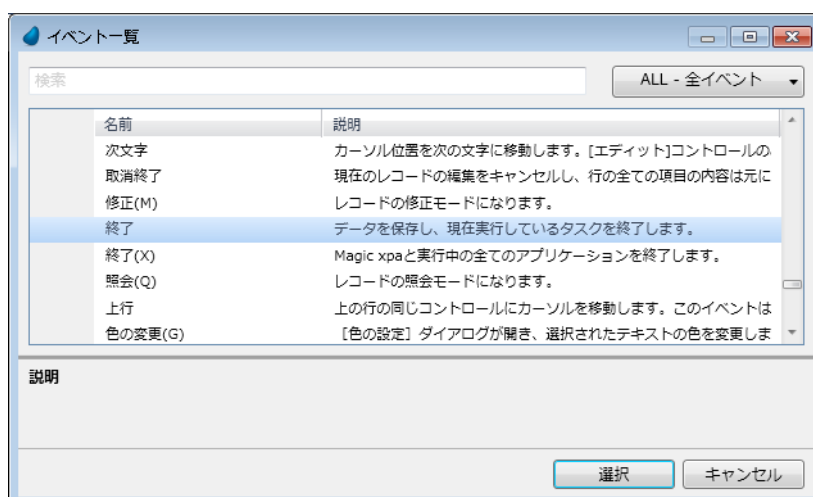 イベント一覧
検索
ALL - 全イベント
名前 説明
次文字 カーソル位置を次の文字に移動します。[エディット]コントロールの
取消終了 現在のレコードの編集をキャンセルし、行の全ての項目の内容は元に
修正(M) レコードの修正モードになります。
終了 データを保存し、現在実行しているタスクを終了します。
終了(X) Magic xpaと実行中の全てのアプリケーションを終了します。
照会(Q) レコードの照会モードになります。
上行 上の行の同じコントロールにカーソルを移動します。このイベントは
色の変更(G) [色の設定] ダイアログが開き、選択されたテキストの色を変更しま
説明
選択 キャンセル